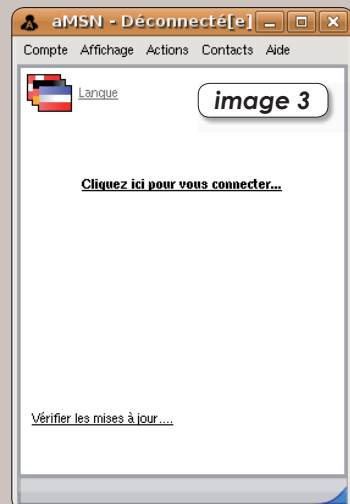 aMSN - Déconnecté[e]
Compte Affichage Actions Contacts Aide
Langue
image 3
Cliquez ici pour vous connecter...
Vérifier les mises à jour....